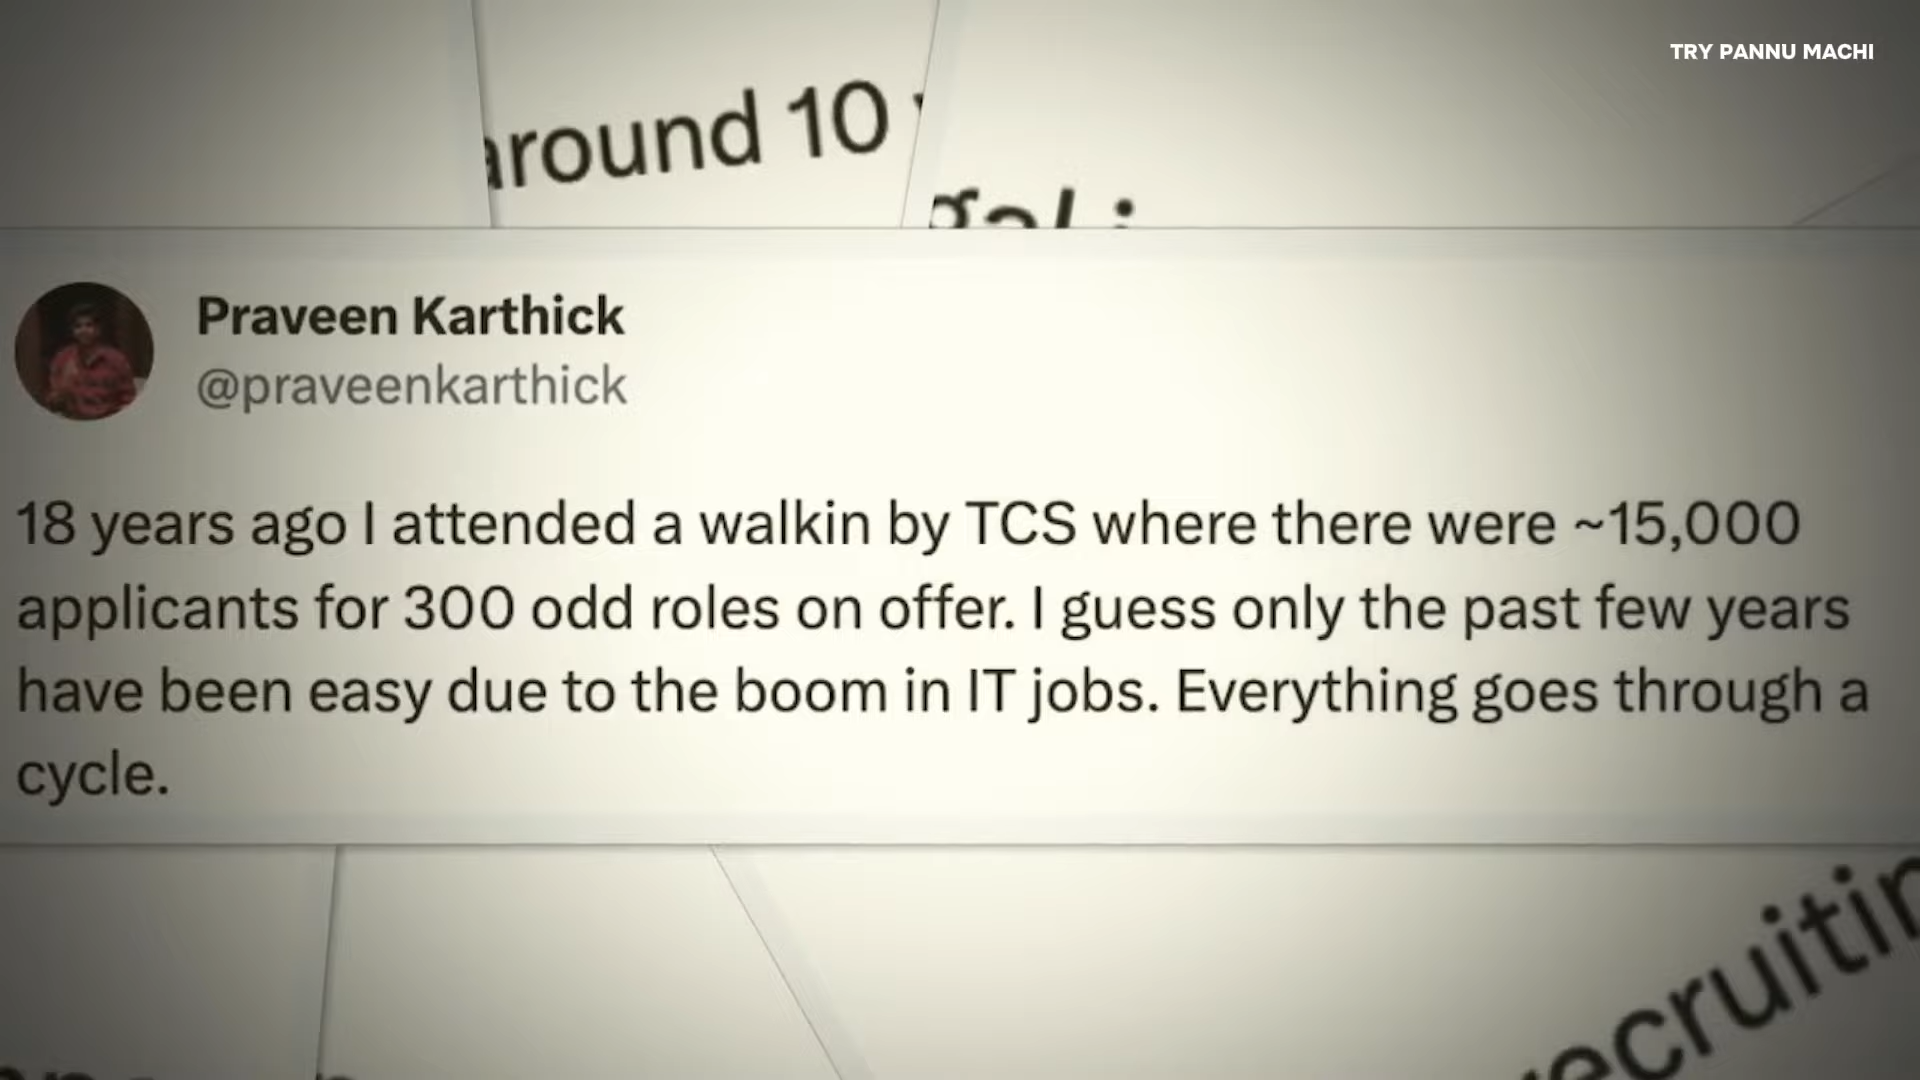 TRY PANNU MACHI
around 10
Praveen Karthick
@praveenkarthick
18 years ago I attended a walkin by TCS where there were ~15,000
applicants for 300 odd roles on offer. I guess only the past few years
have been easy due to the boom in IT jobs. Everything goes through a
cycle.